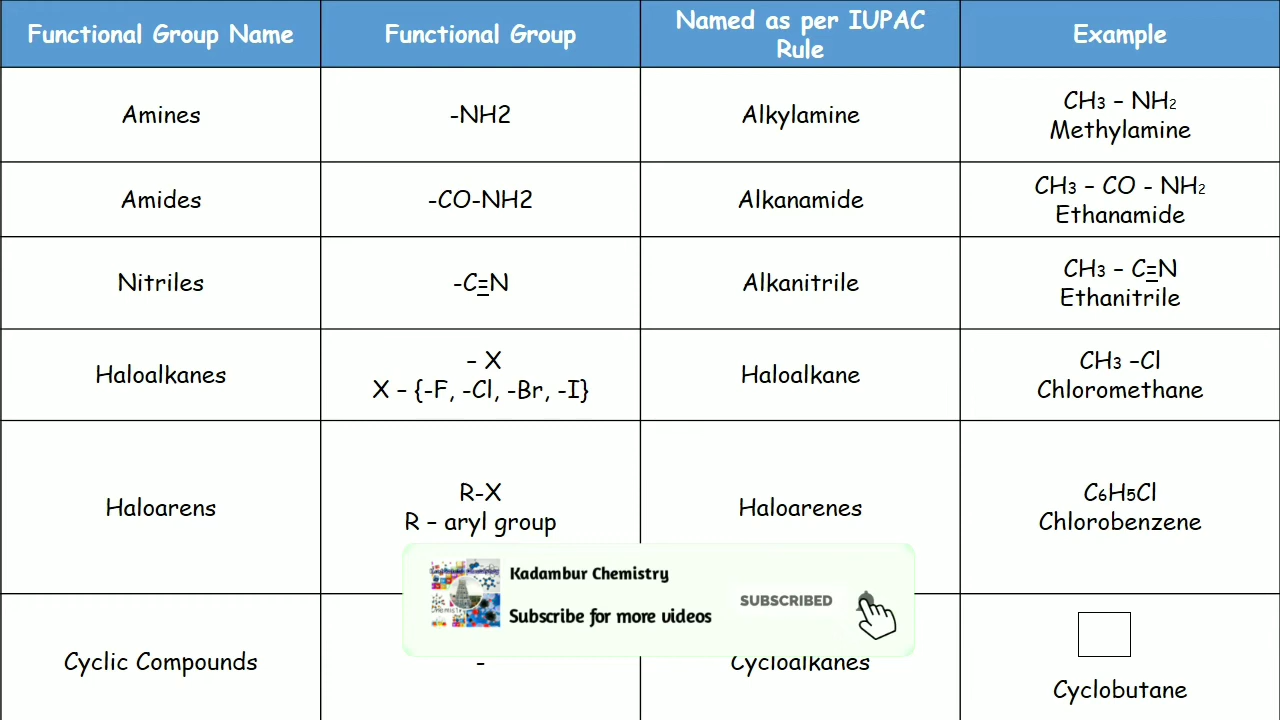 Functional Group Name
Functional Group
Named as per IUPAC
Rule
Example
Amines
-NH2
Alkylamine
CH₃ – NH₂
Methylamine
Amides
-CO-NH2
Alkanamide
CH₃ – CO - NH₂
Ethanamide
Nitriles
-C≡N
Alkanitrile
CH₃ – C≡N
Ethanitrile
Haloalkanes
– X
X – {-F, -Cl, -Br, -I}
Haloalkane
CH₃ –Cl
Chloromethane
Haloarens
R-X
R – aryl group
Haloarenes
C₆H₅Cl
Chlorobenzene
Kadambur Chemistry
Subscribe for more videos
SUBSCRIBED
Cyclic Compounds
-
Cycloalkanes
Cyclobutane